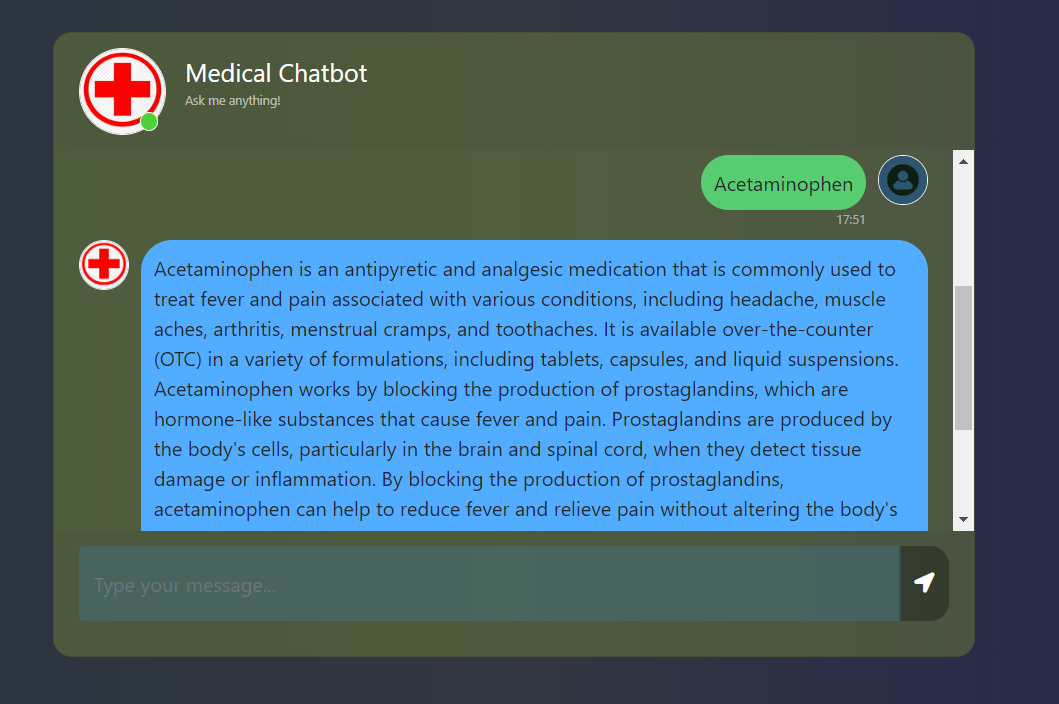 Medical Chatbot
Ask me anything!
Acetaminophen
17:51
Acetaminophen is an antipyretic and analgesic medication that is commonly used to
treat fever and pain associated with various conditions, including headache, muscle
aches, arthritis, menstrual cramps, and toothaches. It is available over-the-counter
(OTC) in a variety of formulations, including tablets, capsules, and liquid suspensions.
Acetaminophen works by blocking the production of prostaglandins, which are
hormone-like substances that cause fever and pain. Prostaglandins are produced by
the body's cells, particularly in the brain and spinal cord, when they detect tissue
damage or inflammation. By blocking the production of prostaglandins,
acetaminophen can help to reduce fever and relieve pain without altering the body's
Type your message...